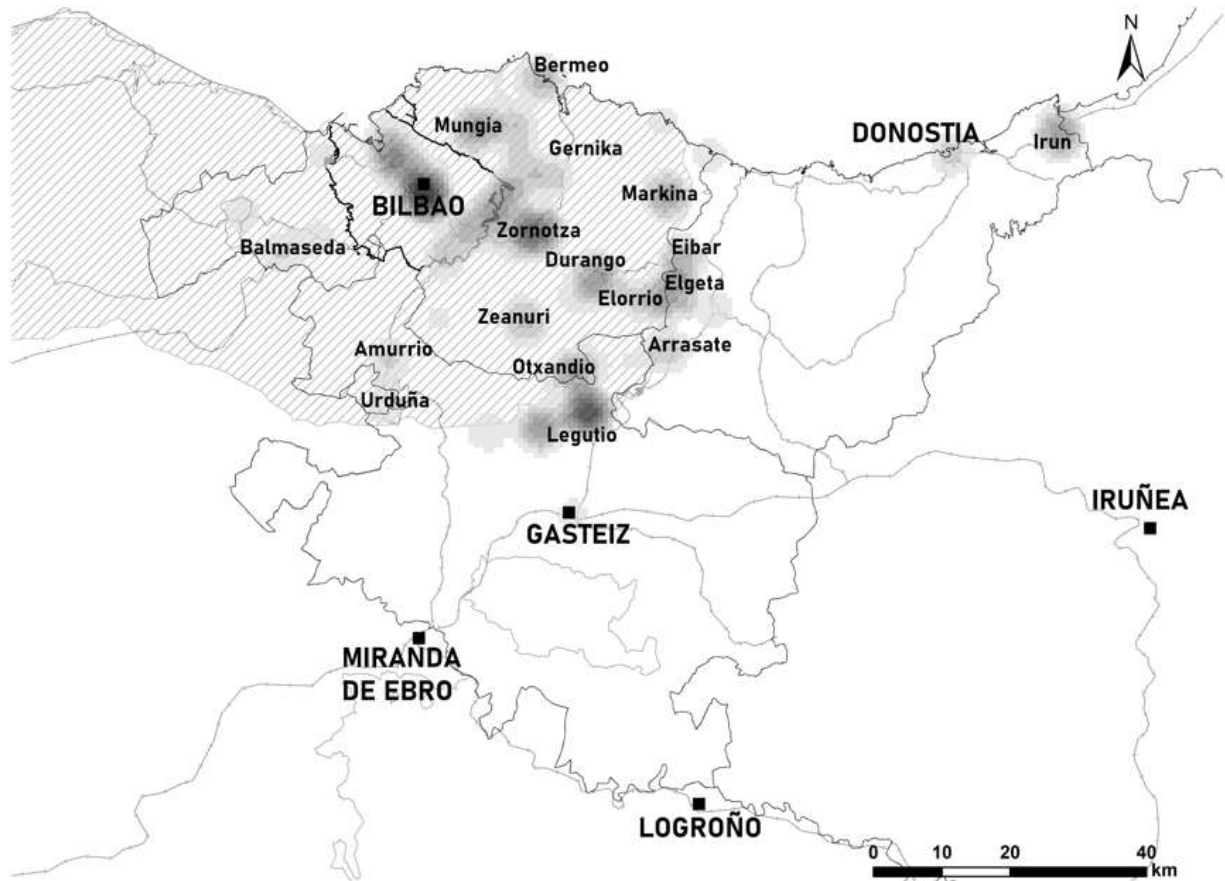 N
Bermeo
Mungia
DONOSTIA
Irun
Gernika
Markina
BILBAO
Zornotza
Balmaseda
Eibar
Durango
Elgeta
Elorrio
Zeanuri
Arrasate
Amurrio
Otxandio
Urduña
Legutio
IRUÑEA
GASTEIZ
MIRANDA
DE EBRO
LOGROÑO
0 10 20 40
km